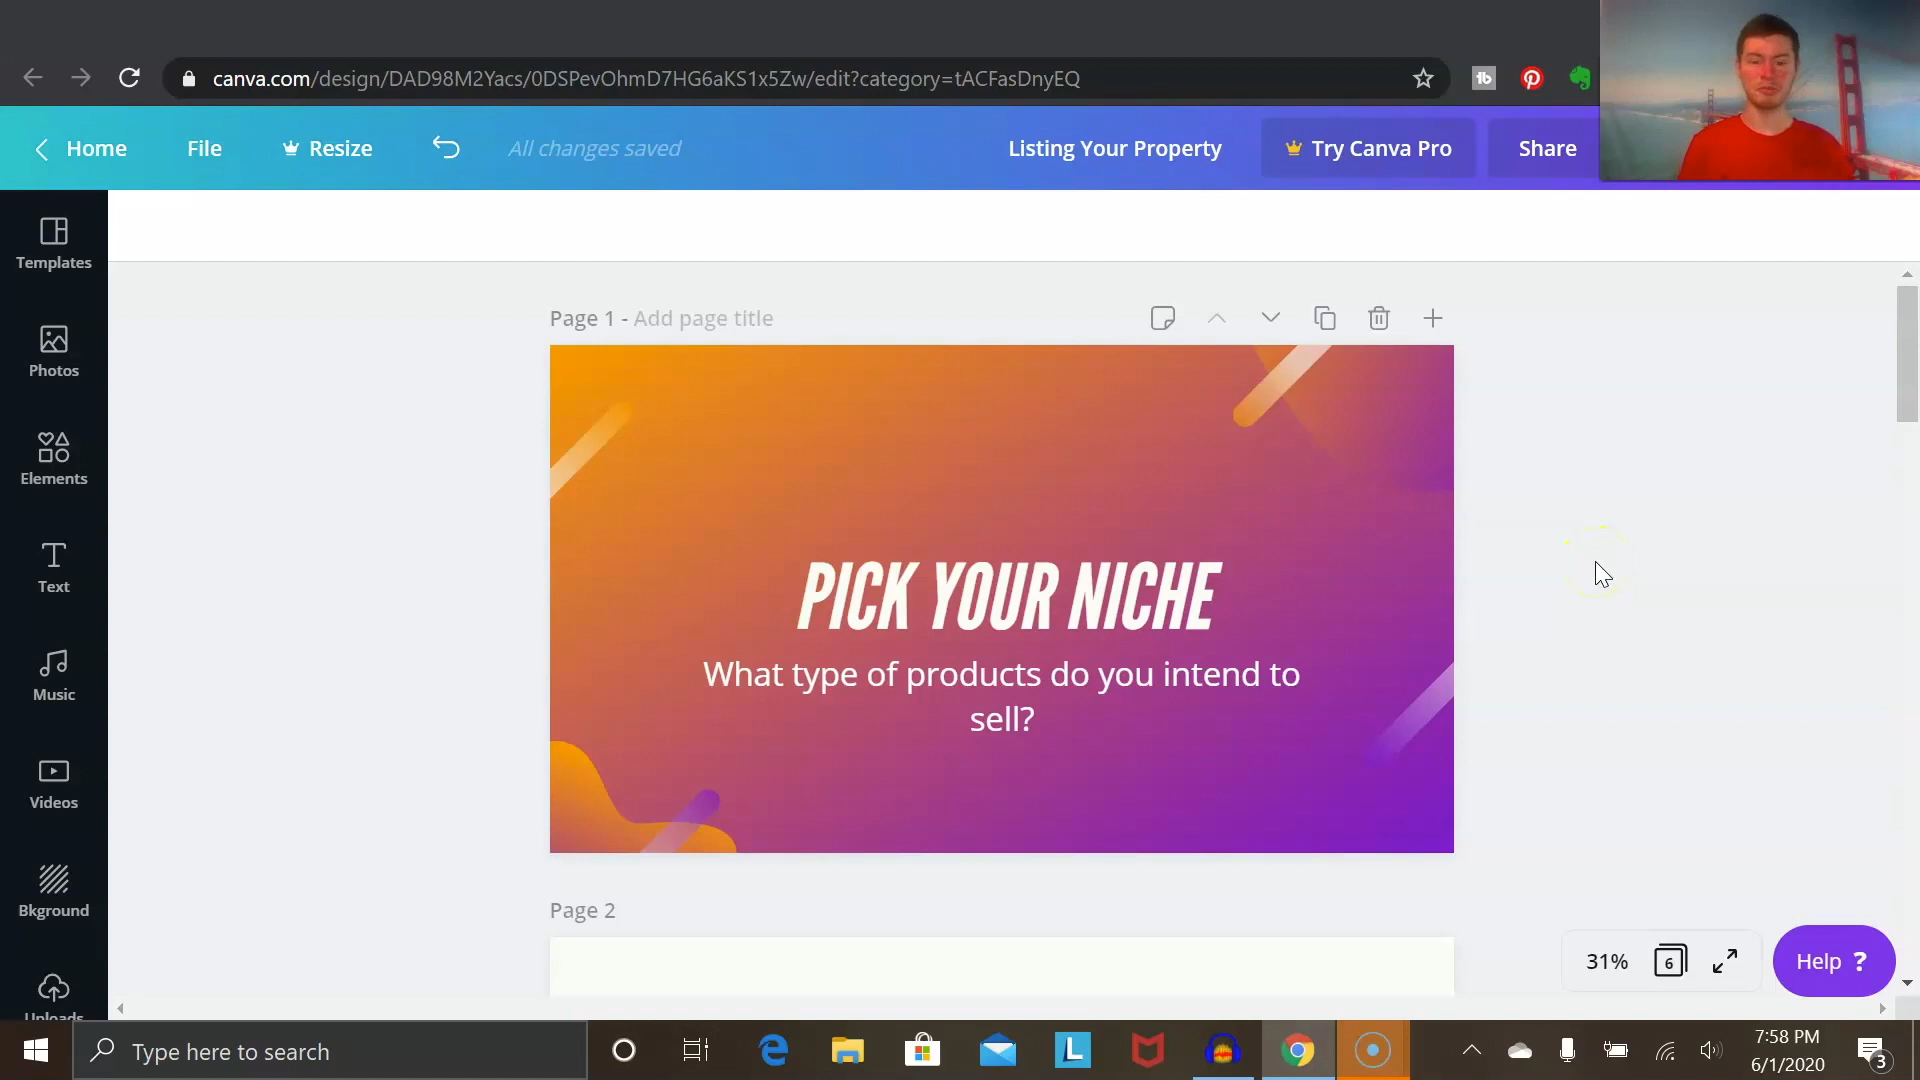 canva.com/design/DAD98M2Yacs/0DSPevOhmD7HG6aKS1x5Zw/edit?category=tACFasDnyEQ
tb
Home
File
Resize
All changes saved
Listing Your Property
Try Canva Pro
Share
Templates
Photos
Elements
Text
Music
Videos
Bkground
Uploads
Page 1 - Add page title
PICK YOUR NICHE
What type of products do you intend to
sell?
Page 2
31%
6
Help ?
Type here to search
L
7:58 PM
6/1/2020
3